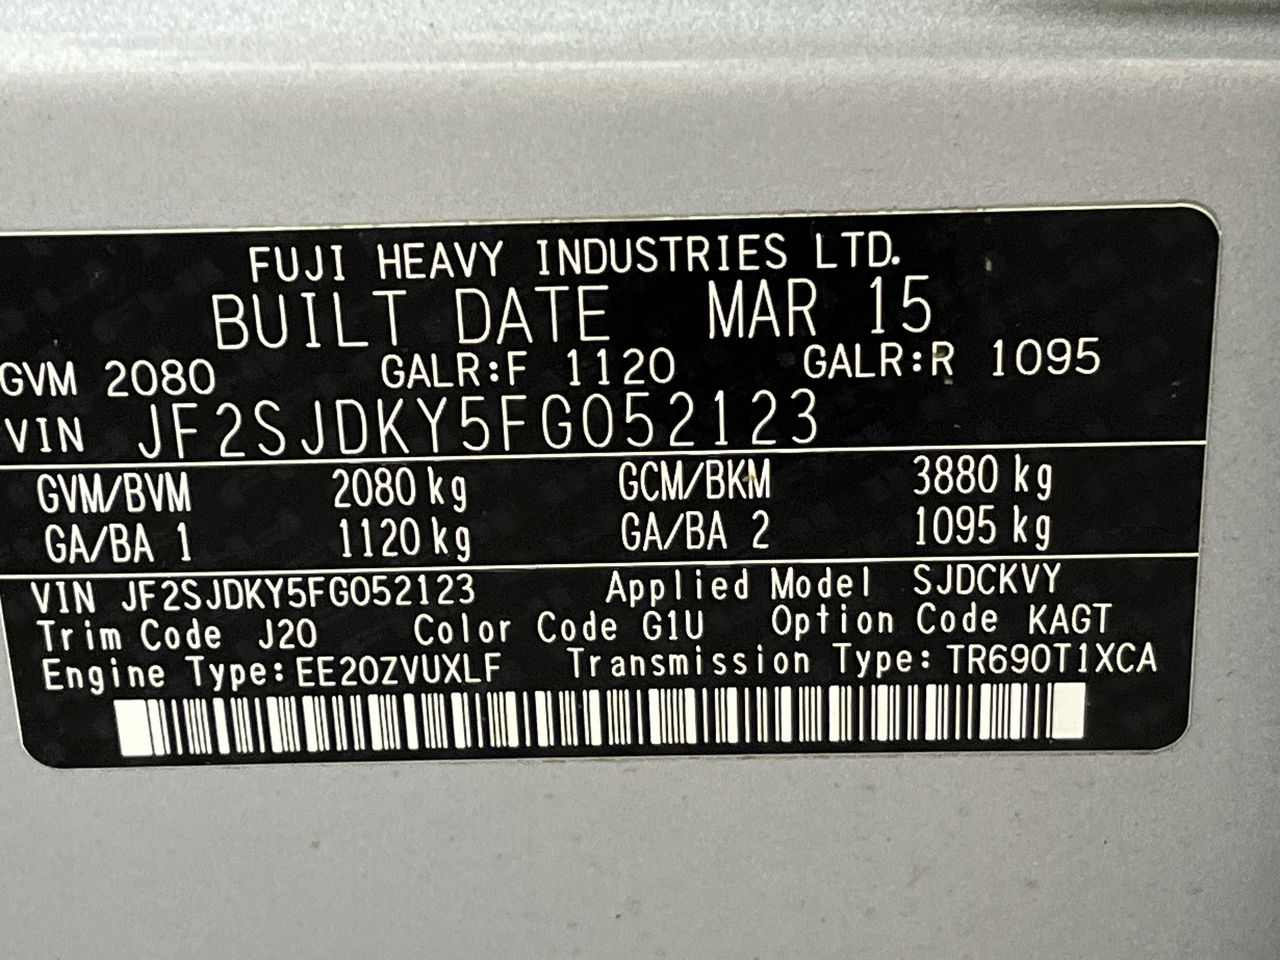 FUJI HEAVY INDUSTRIES LTD.
BUILT DATE MAR 15
GVM 2080 GALR:F 1120 GALR:R 1095
VIN JF2SJDKY5FG052123
GVM/BVM 2080 kg GCM/BKM 3880 kg
GA/BA 1 1120 kg GA/BA 2 1095 kg
VIN JF2SJDKY5FG052123 Applied Model SJDCKVY
Trim Code J20 Color Code G1U Option Code KAGT
Engine Type:EE20ZVUXLF Transmission Type:TR690T1XCA